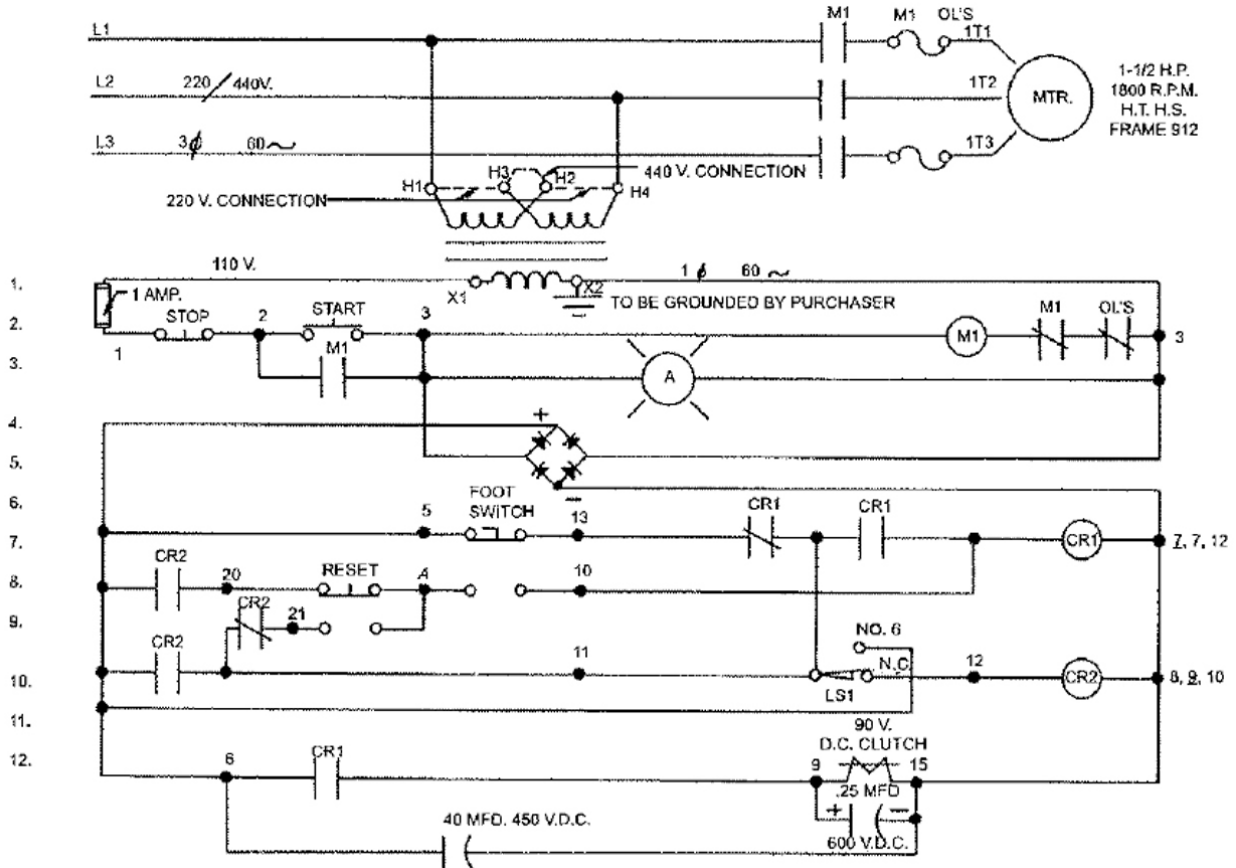 M1 M1 OL'S
L1 1T1
L2 220/440V. 1T2 MTR.
1-1/2 H.P.
1800 R.P.M.
H.T. H.S.
FRAME 912
L3 3ϕ 60~ 1T3
H1 H3 H2 H4 440 V. CONNECTION
220 V. CONNECTION
110 V. 1 ϕ 60 ~
1. X1 X2
1 AMP. TO BE GROUNDED BY PURCHASER
2. 1 STOP 2 START 3 M1 M1 OL'S 3
3. M1 A
4. +
5. −
6. FOOT SWITCH
7. 5 13 CR1 CR1 CR1 7, 7, 12
8. CR2 20 RESET A 10
9. CR2 21
NO. 6
10. CR2 11 LS1 N.C. 12 CR2 8, 9, 10
11. 90 V.
D.C. CLUTCH
12. 6 CR1 9 15
.25 MFD
+ −
40 MFD. 450 V.D.C. 600 V.D.C.